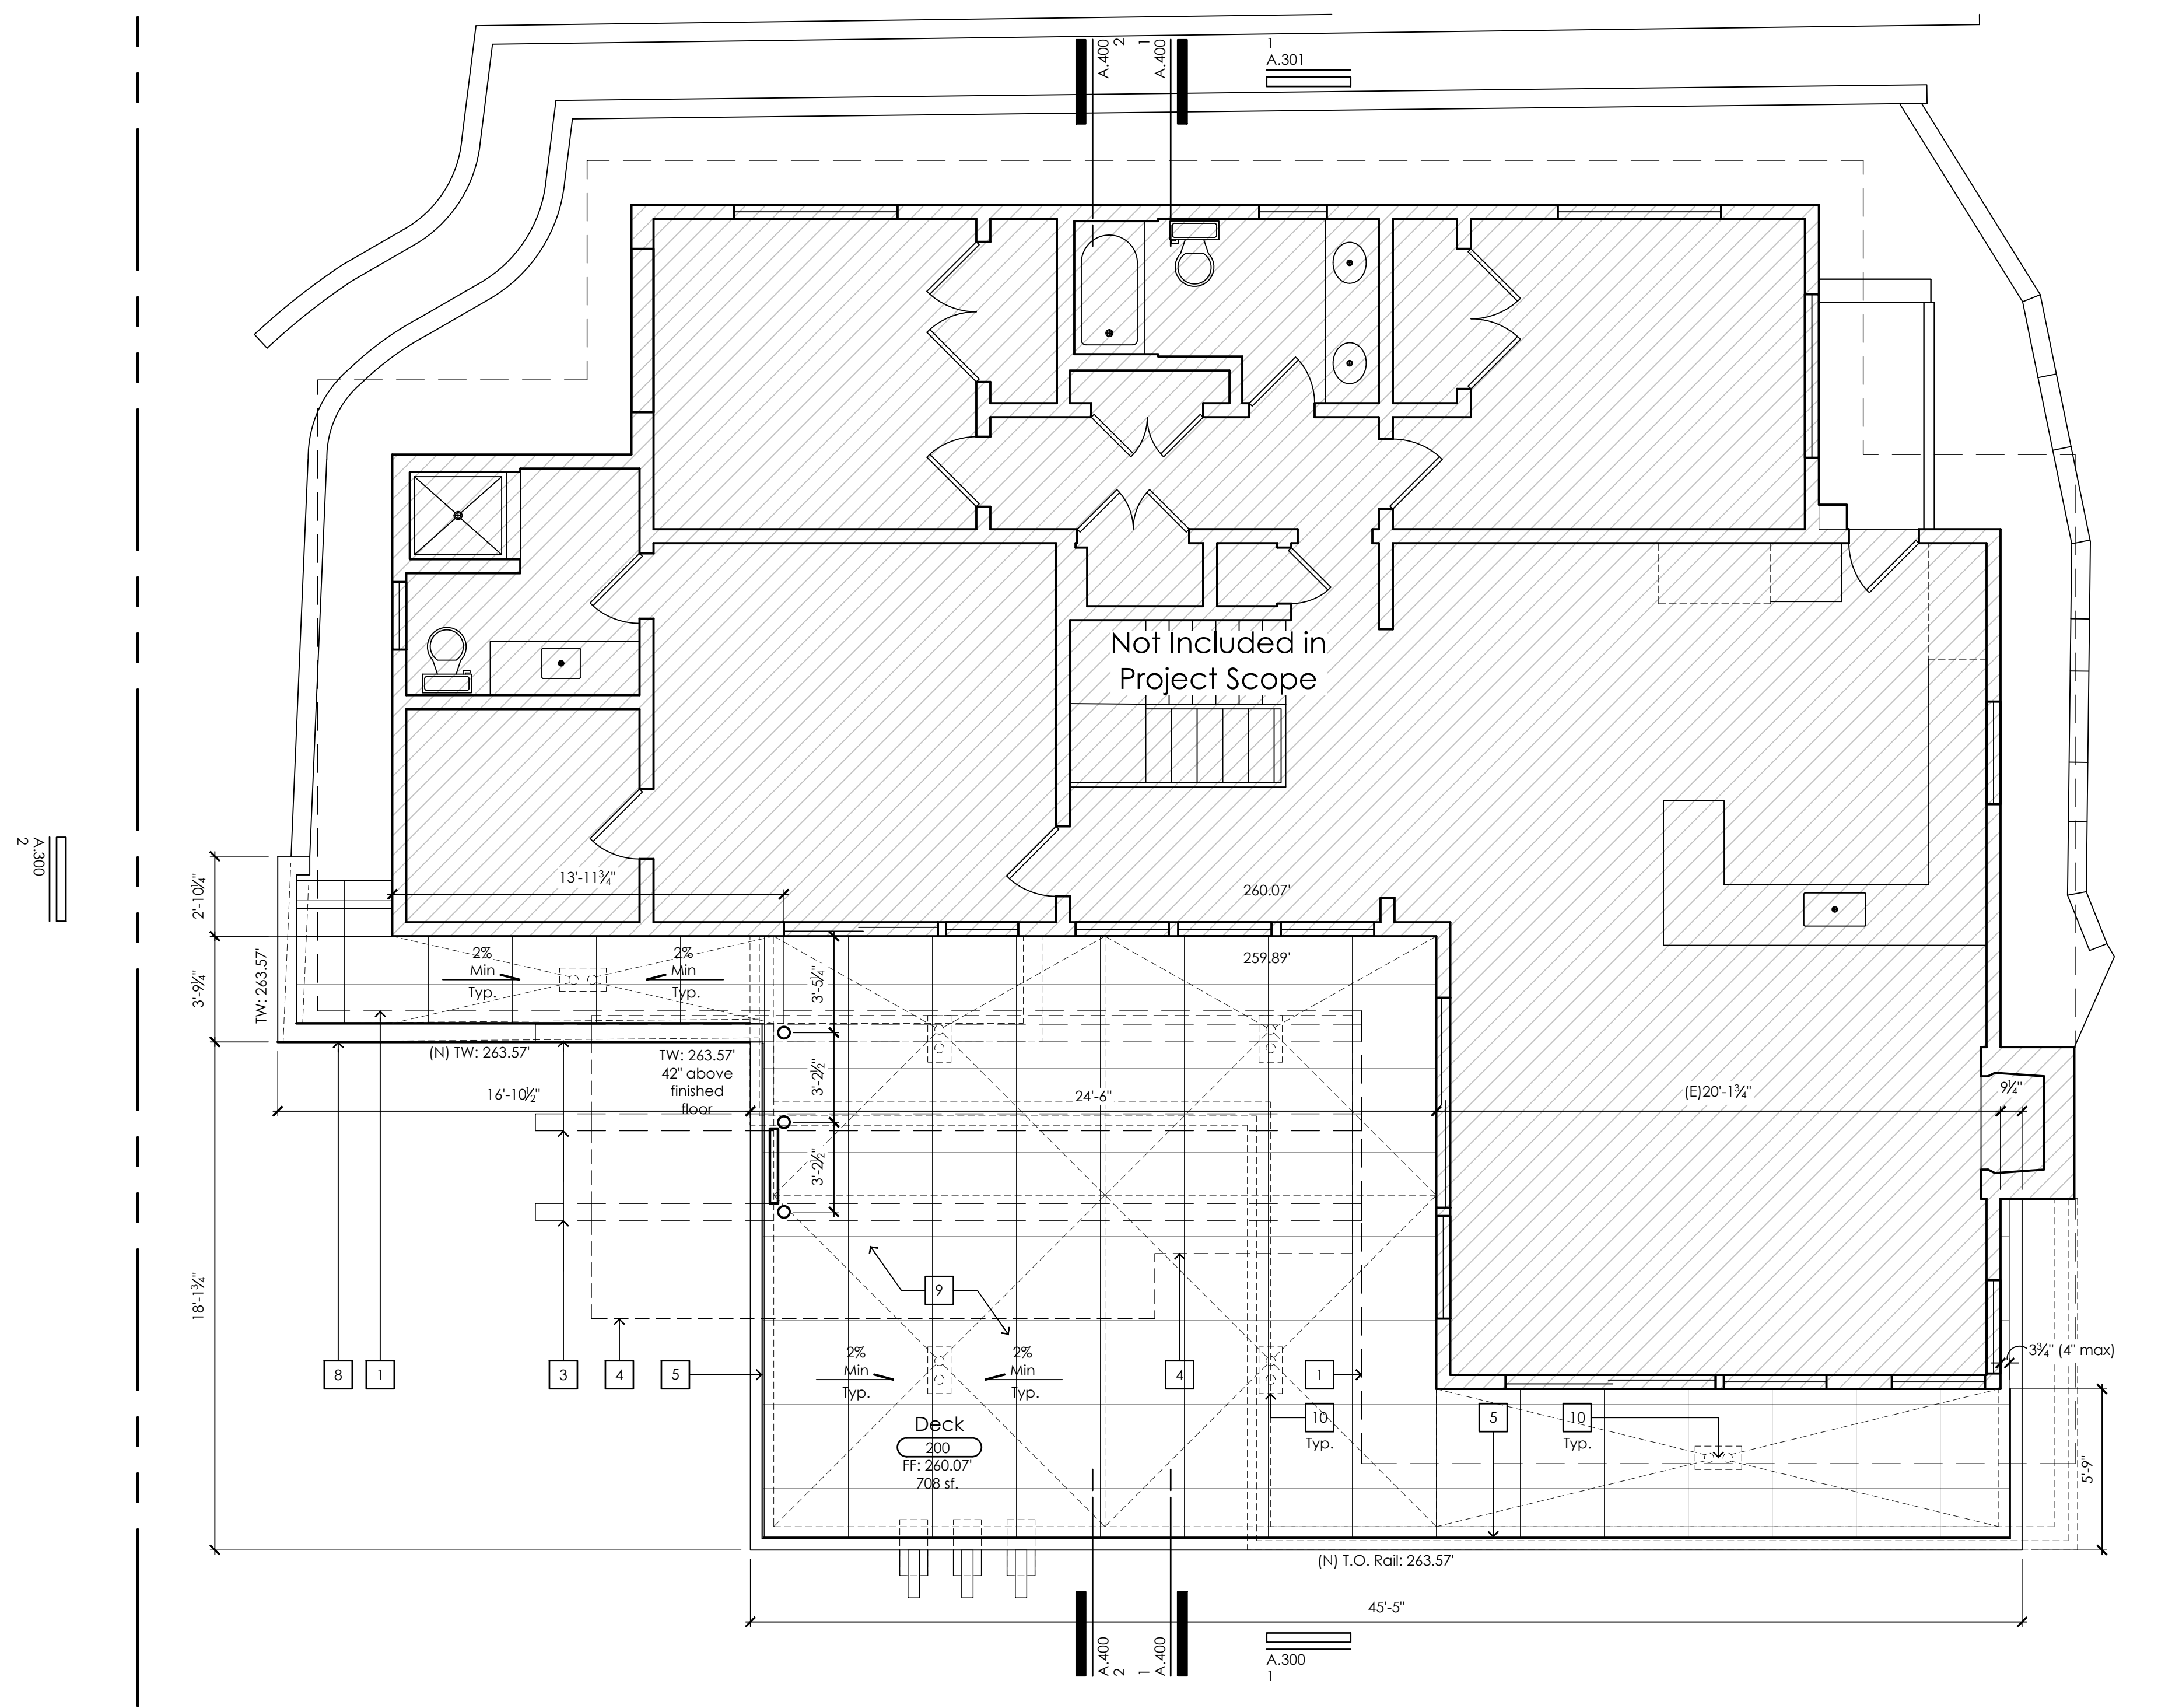 A.400
2
1
A.400
1
A.301
Not Included in
Project Scope
2
A.300
13'-11¾"
260.07'
2'-10¼"
3'-9¼"
TW: 263.57'
2%
Min
Typ.
2%
Min
Typ.
3'-5¼"
259.89'
(N) TW: 263.57'
TW: 263.57'
42" above
finished
floor
3'-2½"
16'-10½"
24'-6"
(E)20'-1¾"
9¼"
3'-2½"
18'-1¾"
9
8
1
3
4
5
2%
Min
Typ.
2%
Min
Typ.
4
1
3¾" (4" max)
10
Typ.
5
10
Typ.
Deck
200
FF: 260.07'
708 sf.
5'-9"
(N) T.O. Rail: 263.57'
45'-5"
A.400
2
1
A.400
A.300
1